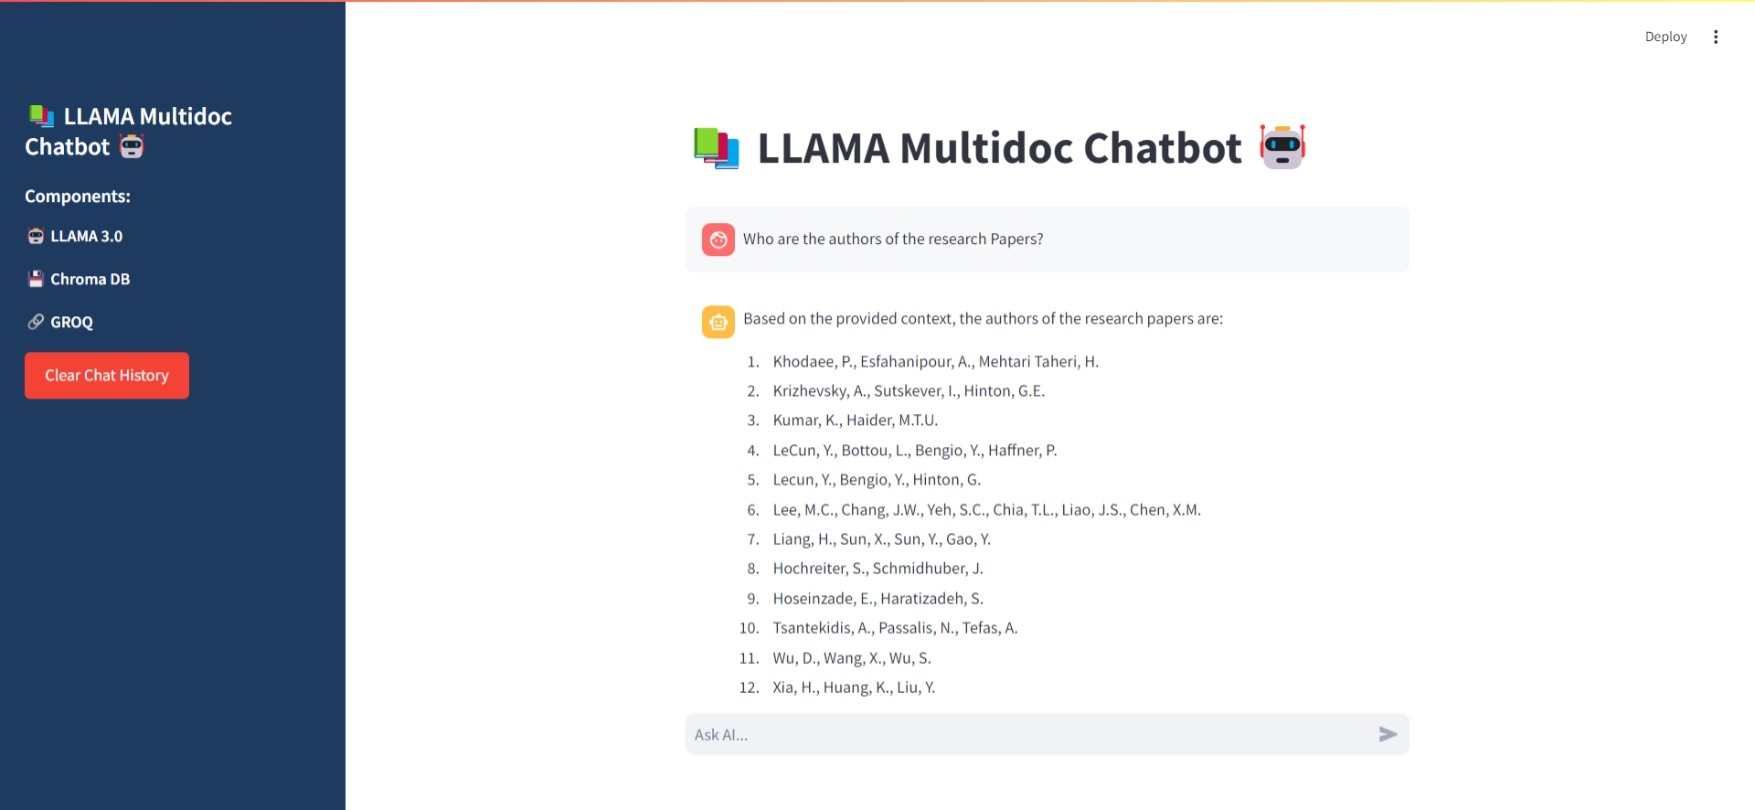 LLAMA Multidoc
Chatbot
Components:
LLAMA 3.0
Chroma DB
GROQ
Clear Chat History
Deploy
LLAMA Multidoc Chatbot
Who are the authors of the research Papers?
Based on the provided context, the authors of the research papers are:
1. Khodaee, P., Esfahanipour, A., Mehtari Taheri, H.
2. Krizhevsky, A., Sutskever, I., Hinton, G.E.
3. Kumar, K., Haider, M.T.U.
4. LeCun, Y., Bottou, L., Bengio, Y., Haffner, P.
5. Lecun, Y., Bengio, Y., Hinton, G.
6. Lee, M.C., Chang, J.W., Yeh, S.C., Chia, T.L., Liao, J.S., Chen, X.M.
7. Liang, H., Sun, X., Sun, Y., Gao, Y.
8. Hochreiter, S., Schmidhuber, J.
9. Hoseinzade, E., Haratizadeh, S.
10. Tsantekidis, A., Passalis, N., Tefas, A.
11. Wu, D., Wang, X., Wu, S.
12. Xia, H., Huang, K., Liu, Y.
Ask AI...